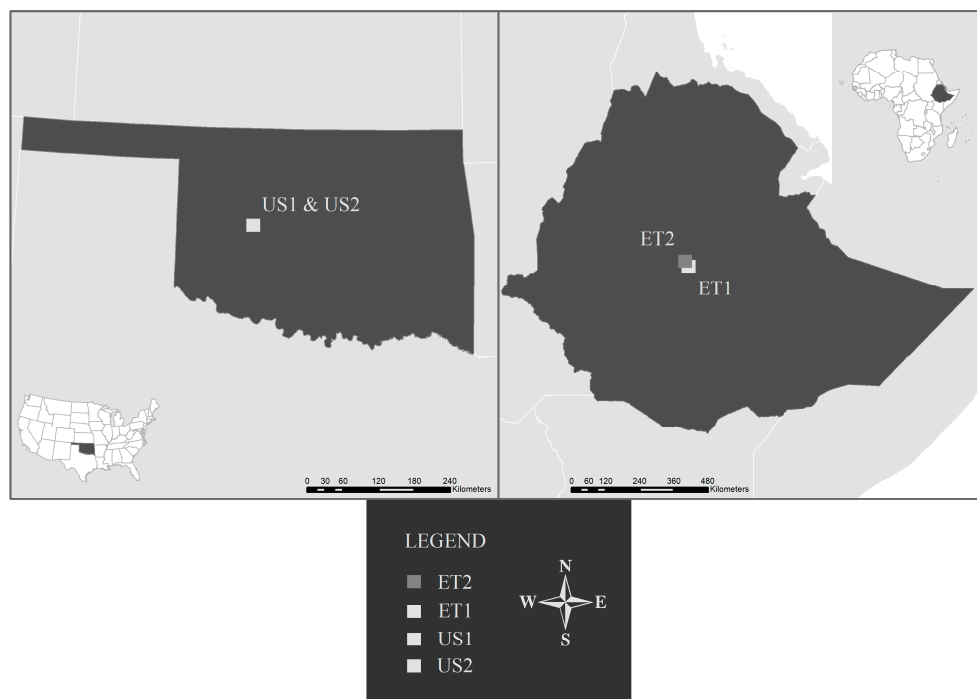 US1 & US2
ET2
ET1
0 30 60 120 180 240
Kilometers
0 60 120 240 360 480
Kilometers
LEGEND
ET2
ET1
US1
US2
N
W E
S